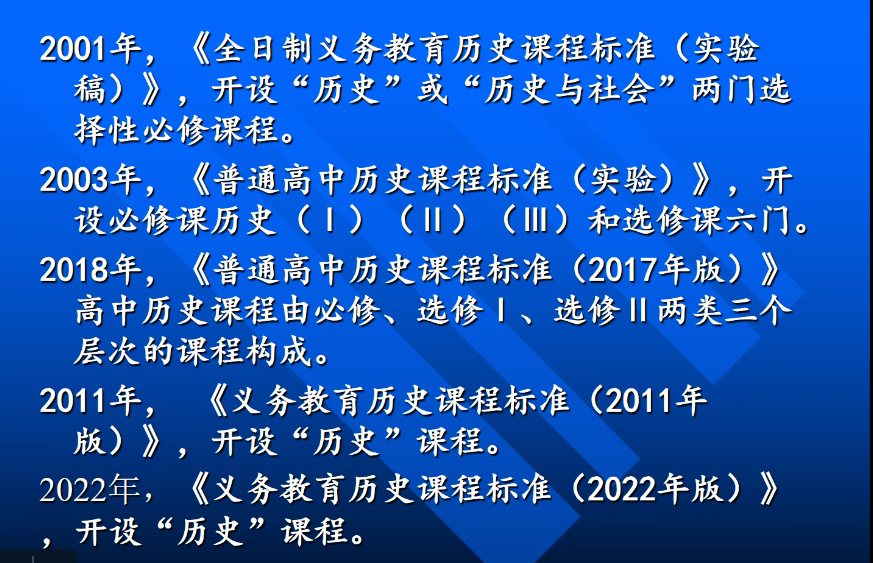 2001年，《全日制义务教育历史课程标准（实验
稿）》，开设“历史”或“历史与社会”两门选
择性必修课程。
2003年，《普通高中历史课程标准（实验）》，开
设必修课历史（Ⅰ）（Ⅱ）（Ⅲ）和选修课六门。
2018年，《普通高中历史课程标准（2017年版）》
高中历史课程由必修、选修Ⅰ、选修Ⅱ两类三个
层次的课程构成。
2011年， 《义务教育历史课程标准（2011年
版）》，开设“历史”课程。
2022年，《义务教育历史课程标准（2022年版）》
，开设“历史”课程。